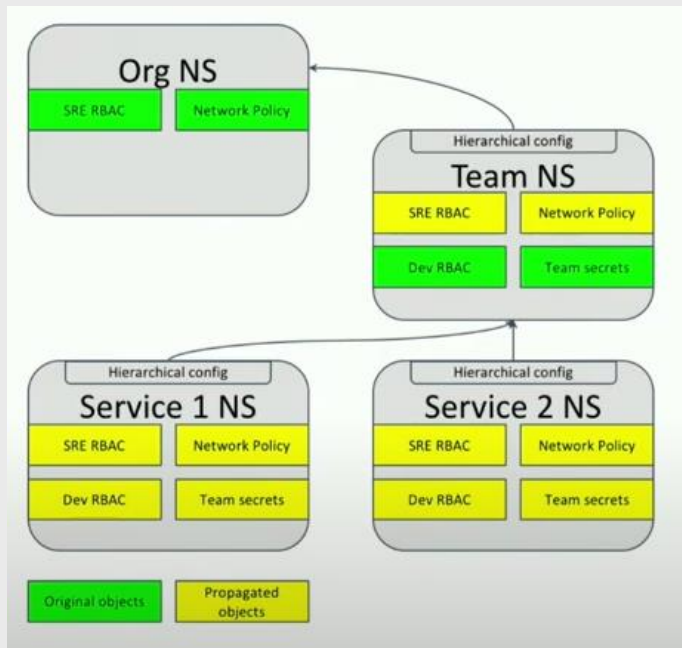 Org NS
SRE RBAC
Network Policy
Hierarchical config
Team NS
SRE RBAC
Network Policy
Dev RBAC
Team secrets
Hierarchical config
Service 1 NS
SRE RBAC
Network Policy
Dev RBAC
Team secrets
Hierarchical config
Service 2 NS
SRE RBAC
Network Policy
Dev RBAC
Team secrets
Original objects
Propagated
objects